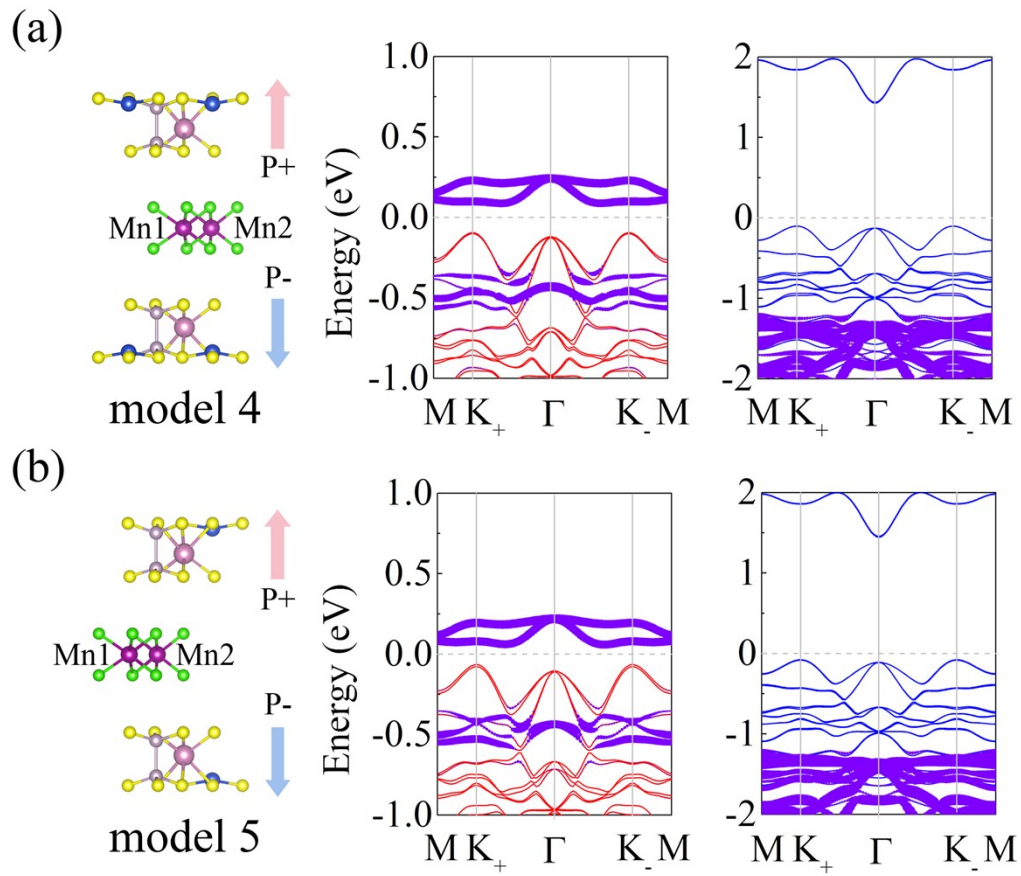 (a)
P+
Mn1 Mn2
P-
model 4
Energy (eV)
1.0
0.5
0.0
-0.5
-1.0
M K₊ Γ K₋ M
2
1
0
-1
-2
M K₊ Γ K₋ M
(b)
P+
Mn1 Mn2
P-
model 5
Energy (eV)
1.0
0.5
0.0
-0.5
-1.0
M K₊ Γ K₋ M
2
1
0
-1
-2
M K₊ Γ K₋ M